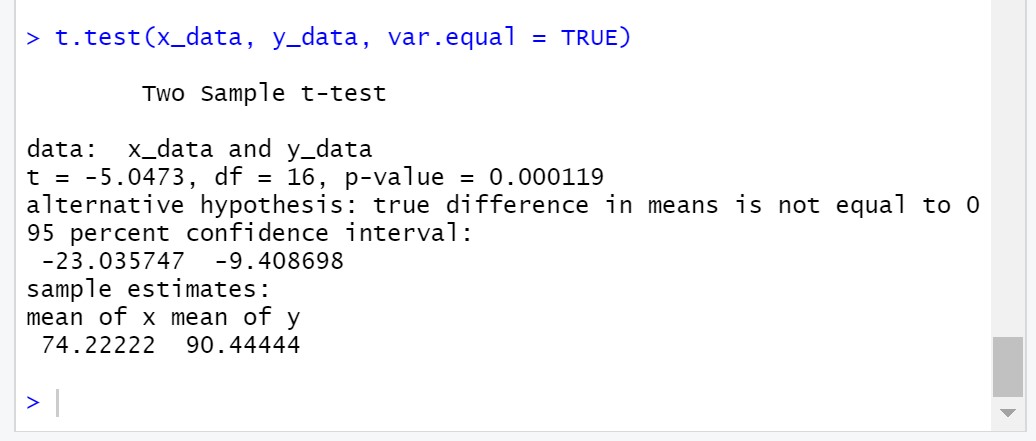 > t.test(x_data, y_data, var.equal = TRUE)
Two Sample t-test
data:  x_data and y_data
t = -5.0473, df = 16, p-value = 0.000119
alternative hypothesis: true difference in means is not equal to 0
95 percent confidence interval:
-23.035747  -9.408698
sample estimates:
mean of x mean of y
74.22222  90.44444
>